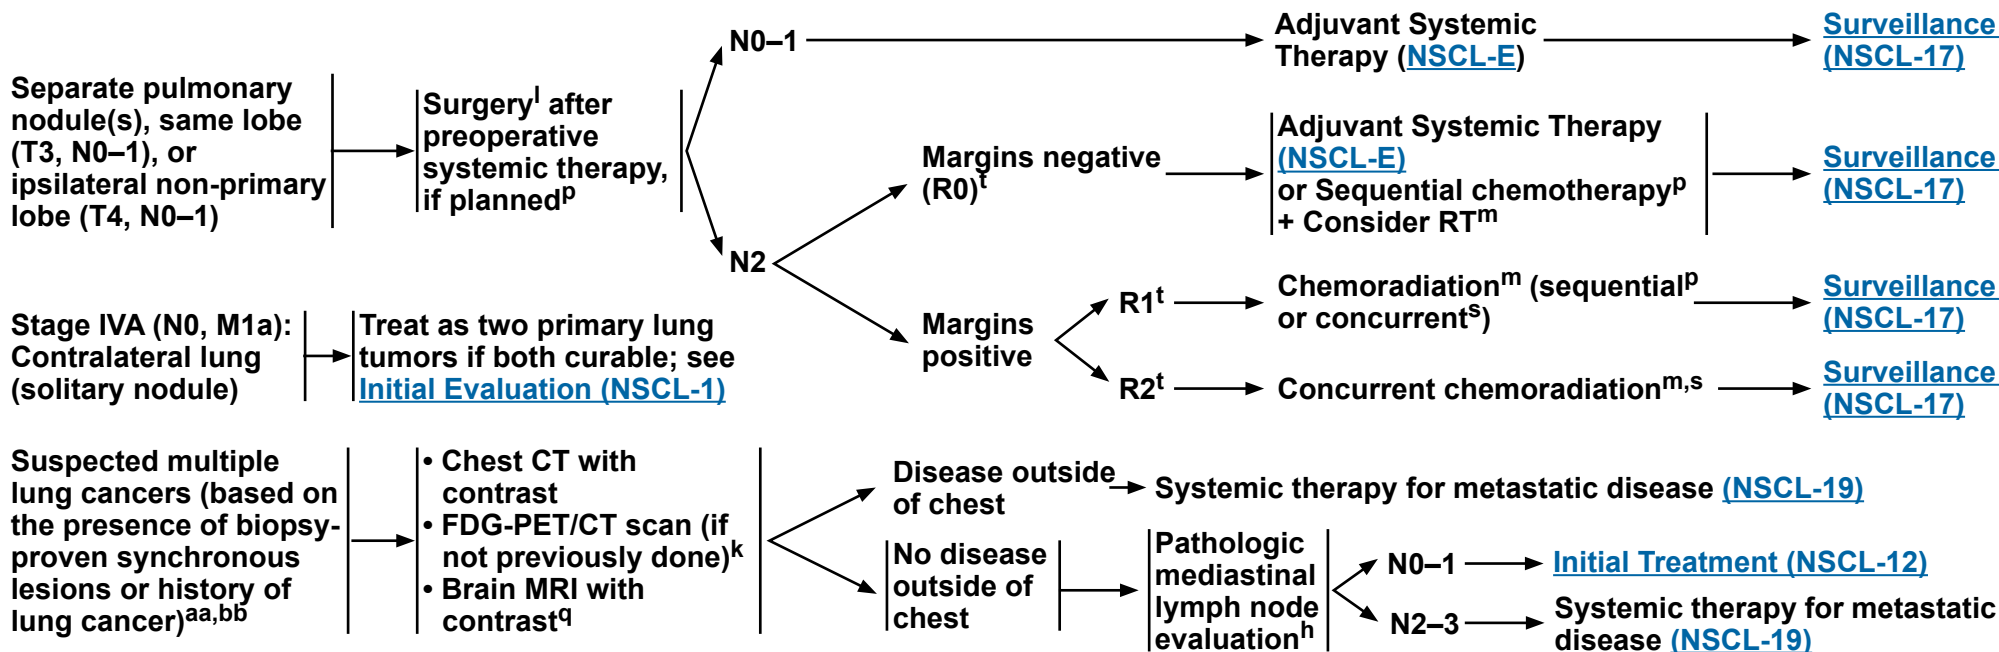 Separate pulmonary
nodule(s), same lobe
(T3, N0–1), or
ipsilateral non-primary
lobe (T4, N0–1)
Surgeryl after
preoperative
systemic therapy,
if plannedp
N0–1
Adjuvant Systemic
Therapy (NSCL-E)
Surveillance
(NSCL-17)
N2
Margins negative
(R0)t
Adjuvant Systemic Therapy
(NSCL-E)
or Sequential chemotherapyp
+ Consider RTm
Surveillance
(NSCL-17)
Margins
positive
R1t
Chemoradiationm (sequentialp
or concurrents)
Surveillance
(NSCL-17)
R2t
Concurrent chemoradiationm,s
Surveillance
(NSCL-17)
Stage IVA (N0, M1a):
Contralateral lung
(solitary nodule)
Treat as two primary lung
tumors if both curable; see
Initial Evaluation (NSCL-1)
Suspected multiple
lung cancers (based on
the presence of biopsy-
proven synchronous
lesions or history of
lung cancer)aa,bb
• Chest CT with
contrast
• FDG-PET/CT scan (if
not previously done)k
• Brain MRI with
contrastq
Disease outside
of chest
Systemic therapy for metastatic disease (NSCL-19)
No disease
outside of
chest
Pathologic
mediastinal
lymph node
evaluationh
N0–1
Initial Treatment (NSCL-12)
N2–3
Systemic therapy for metastatic
disease (NSCL-19)